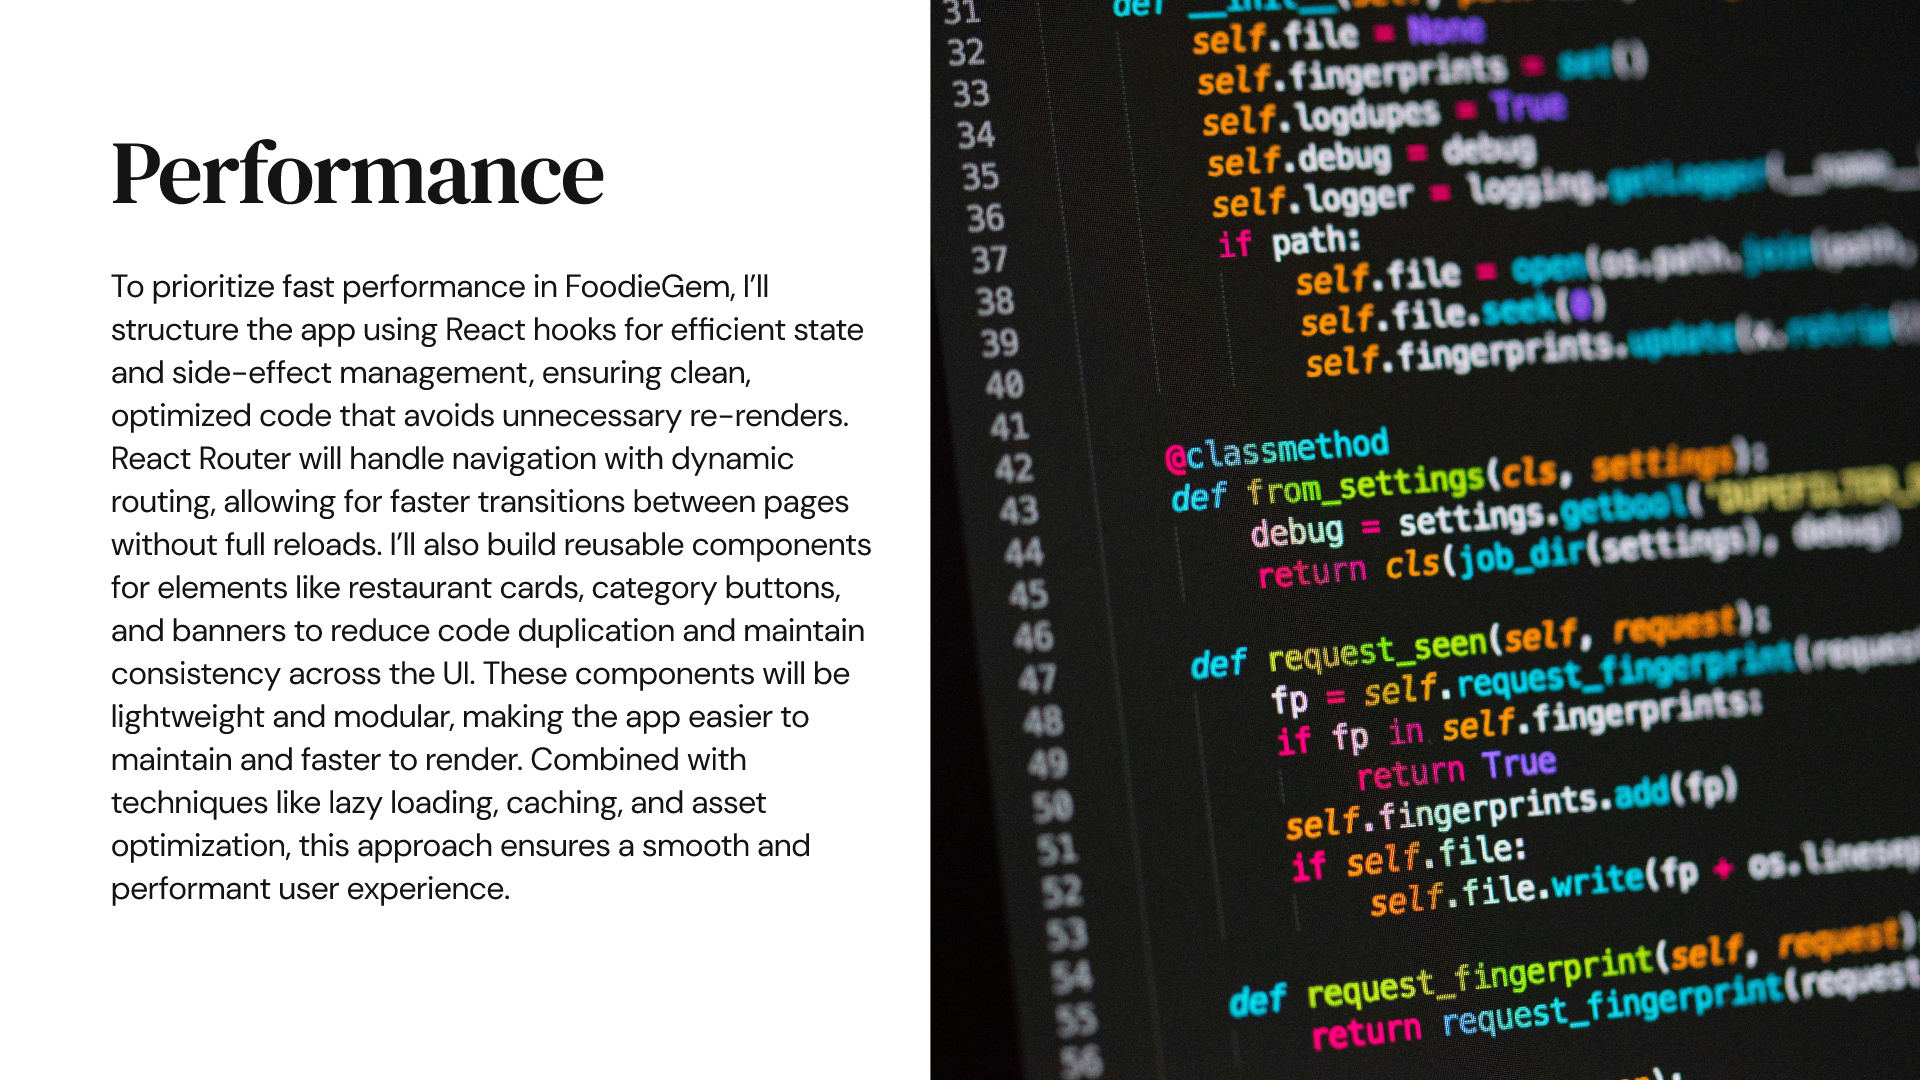 Performance
To prioritize fast performance in FoodieGem, I'll
structure the app using React hooks for efficient state
and side-effect management, ensuring clean,
optimized code that avoids unnecessary re-renders.
React Router will handle navigation with dynamic
routing, allowing for faster transitions between pages
without full reloads. I'll also build reusable components
for elements like restaurant cards, category buttons,
and banners to reduce code duplication and maintain
consistency across the UI. These components will be
lightweight and modular, making the app easier to
maintain and faster to render. Combined with
techniques like lazy loading, caching, and asset
optimization, this approach ensures a smooth and
performant user experience.
31 def __init__(self,
32 self.file = None
33 self.fingerprints = set()
34 self.logdupes = True
35 self.debug = debug
36 self.logger = logging.getLogger(__name__
37 if path:
38 self.file = open(os.path.join(path,
39 self.file.seek(0)
40 self.fingerprints.update(x.rstrip(
41
42 @classmethod
43 def from_settings(cls, settings):
44 debug = settings.getbool(
45 return cls(job_dir(settings), debug)
46
47 def request_seen(self, request):
48 fp = self.request_fingerprint(request
49 if fp in self.fingerprints:
50 return True
51 self.fingerprints.add(fp)
52 if self.file:
53 self.file.write(fp + os.linesep
54
55 def request_fingerprint(self, request)
56 return request_fingerprint(request